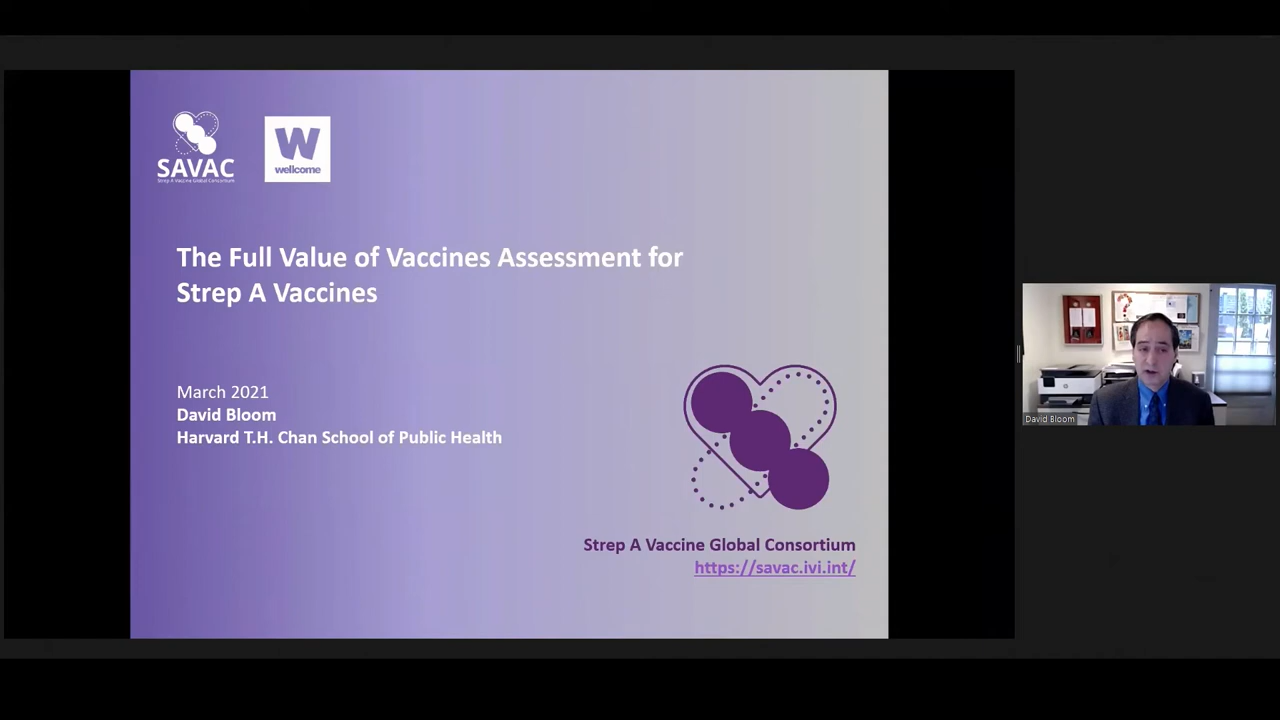 SAVAC
Strep A Vaccine Global Consortium
W
wellcome
The Full Value of Vaccines Assessment for
Strep A Vaccines
March 2021
David Bloom
Harvard T.H. Chan School of Public Health
Strep A Vaccine Global Consortium
https://savac.ivi.int/
David Bloom